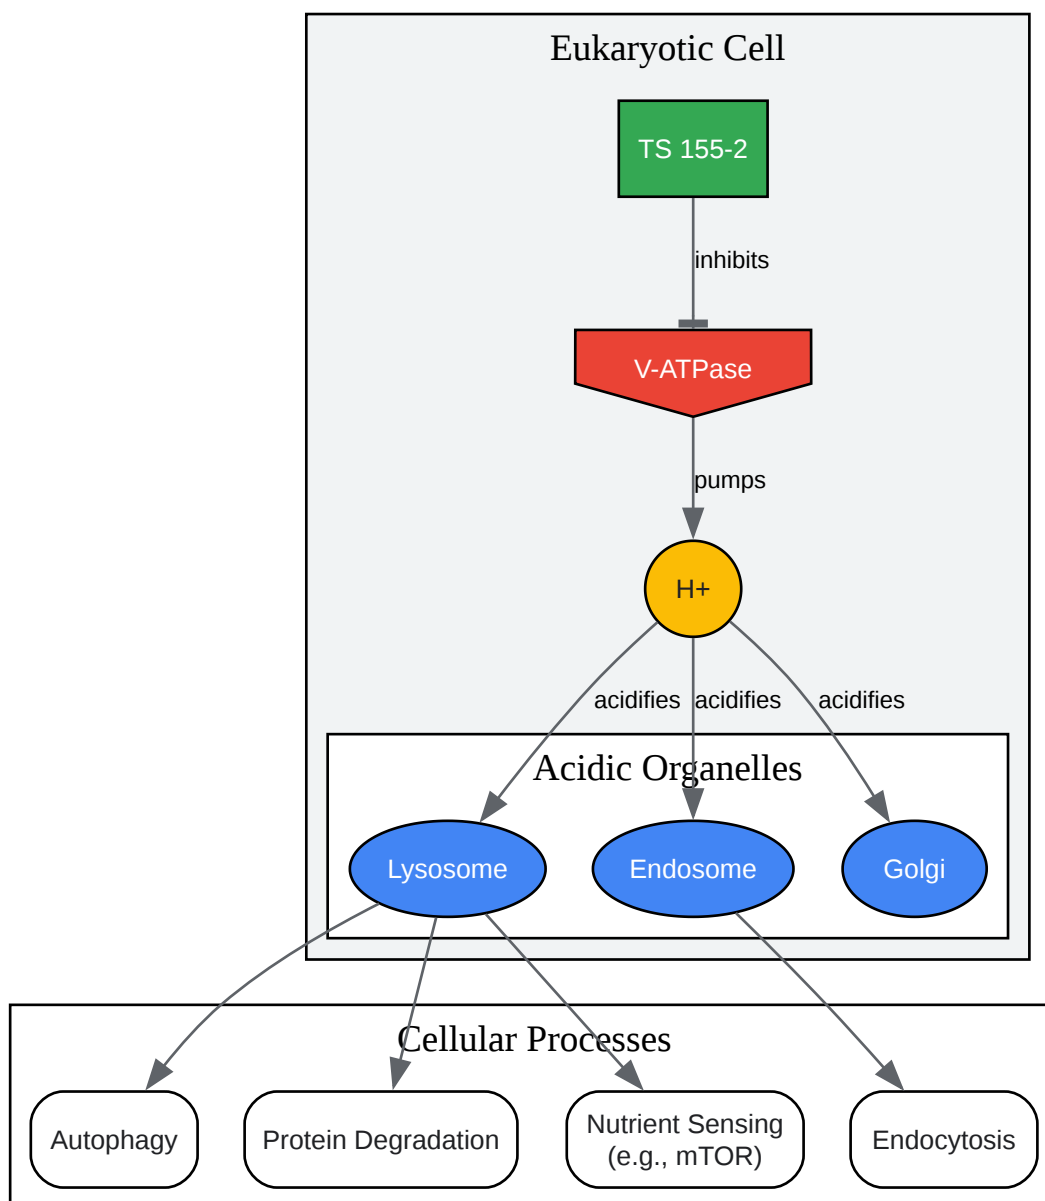 Eukaryotic Cell
TS 155-2
inhibits
V-ATPase
pumps
H+
acidifies
acidifies
acidifies
Acidic Organelles
Lysosome
Endosome
Golgi
Cellular Processes
Autophagy
Protein Degradation
Nutrient Sensing
(e.g., mTOR)
Endocytosis